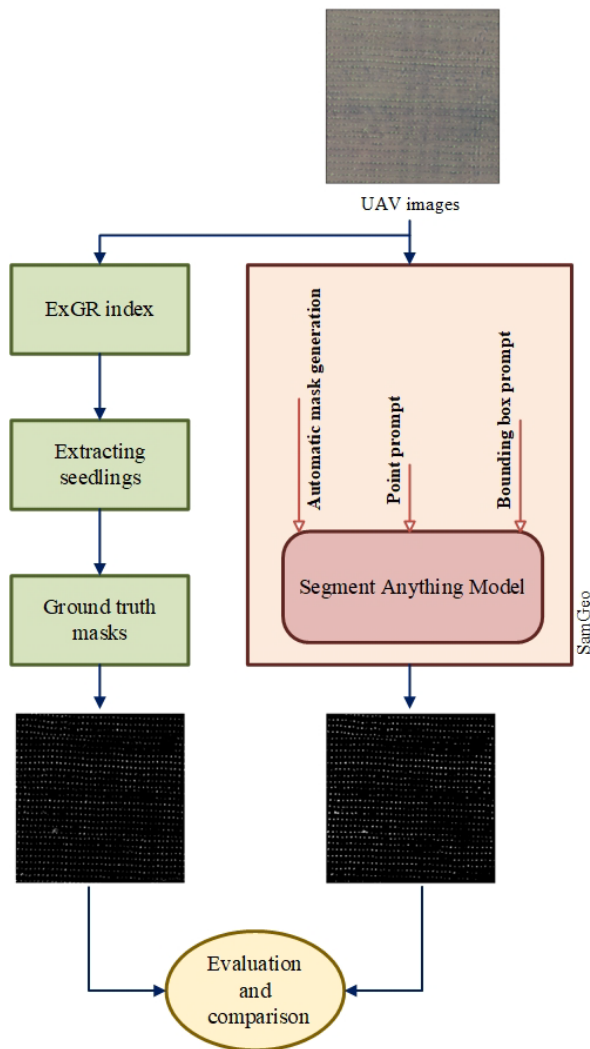 UAV images
ExGR index
Extracting
seedlings
Ground truth
masks
Automatic mask generation
Point prompt
Bounding box prompt
Segment Anything Model
SamGeo
Evaluation
and
comparison